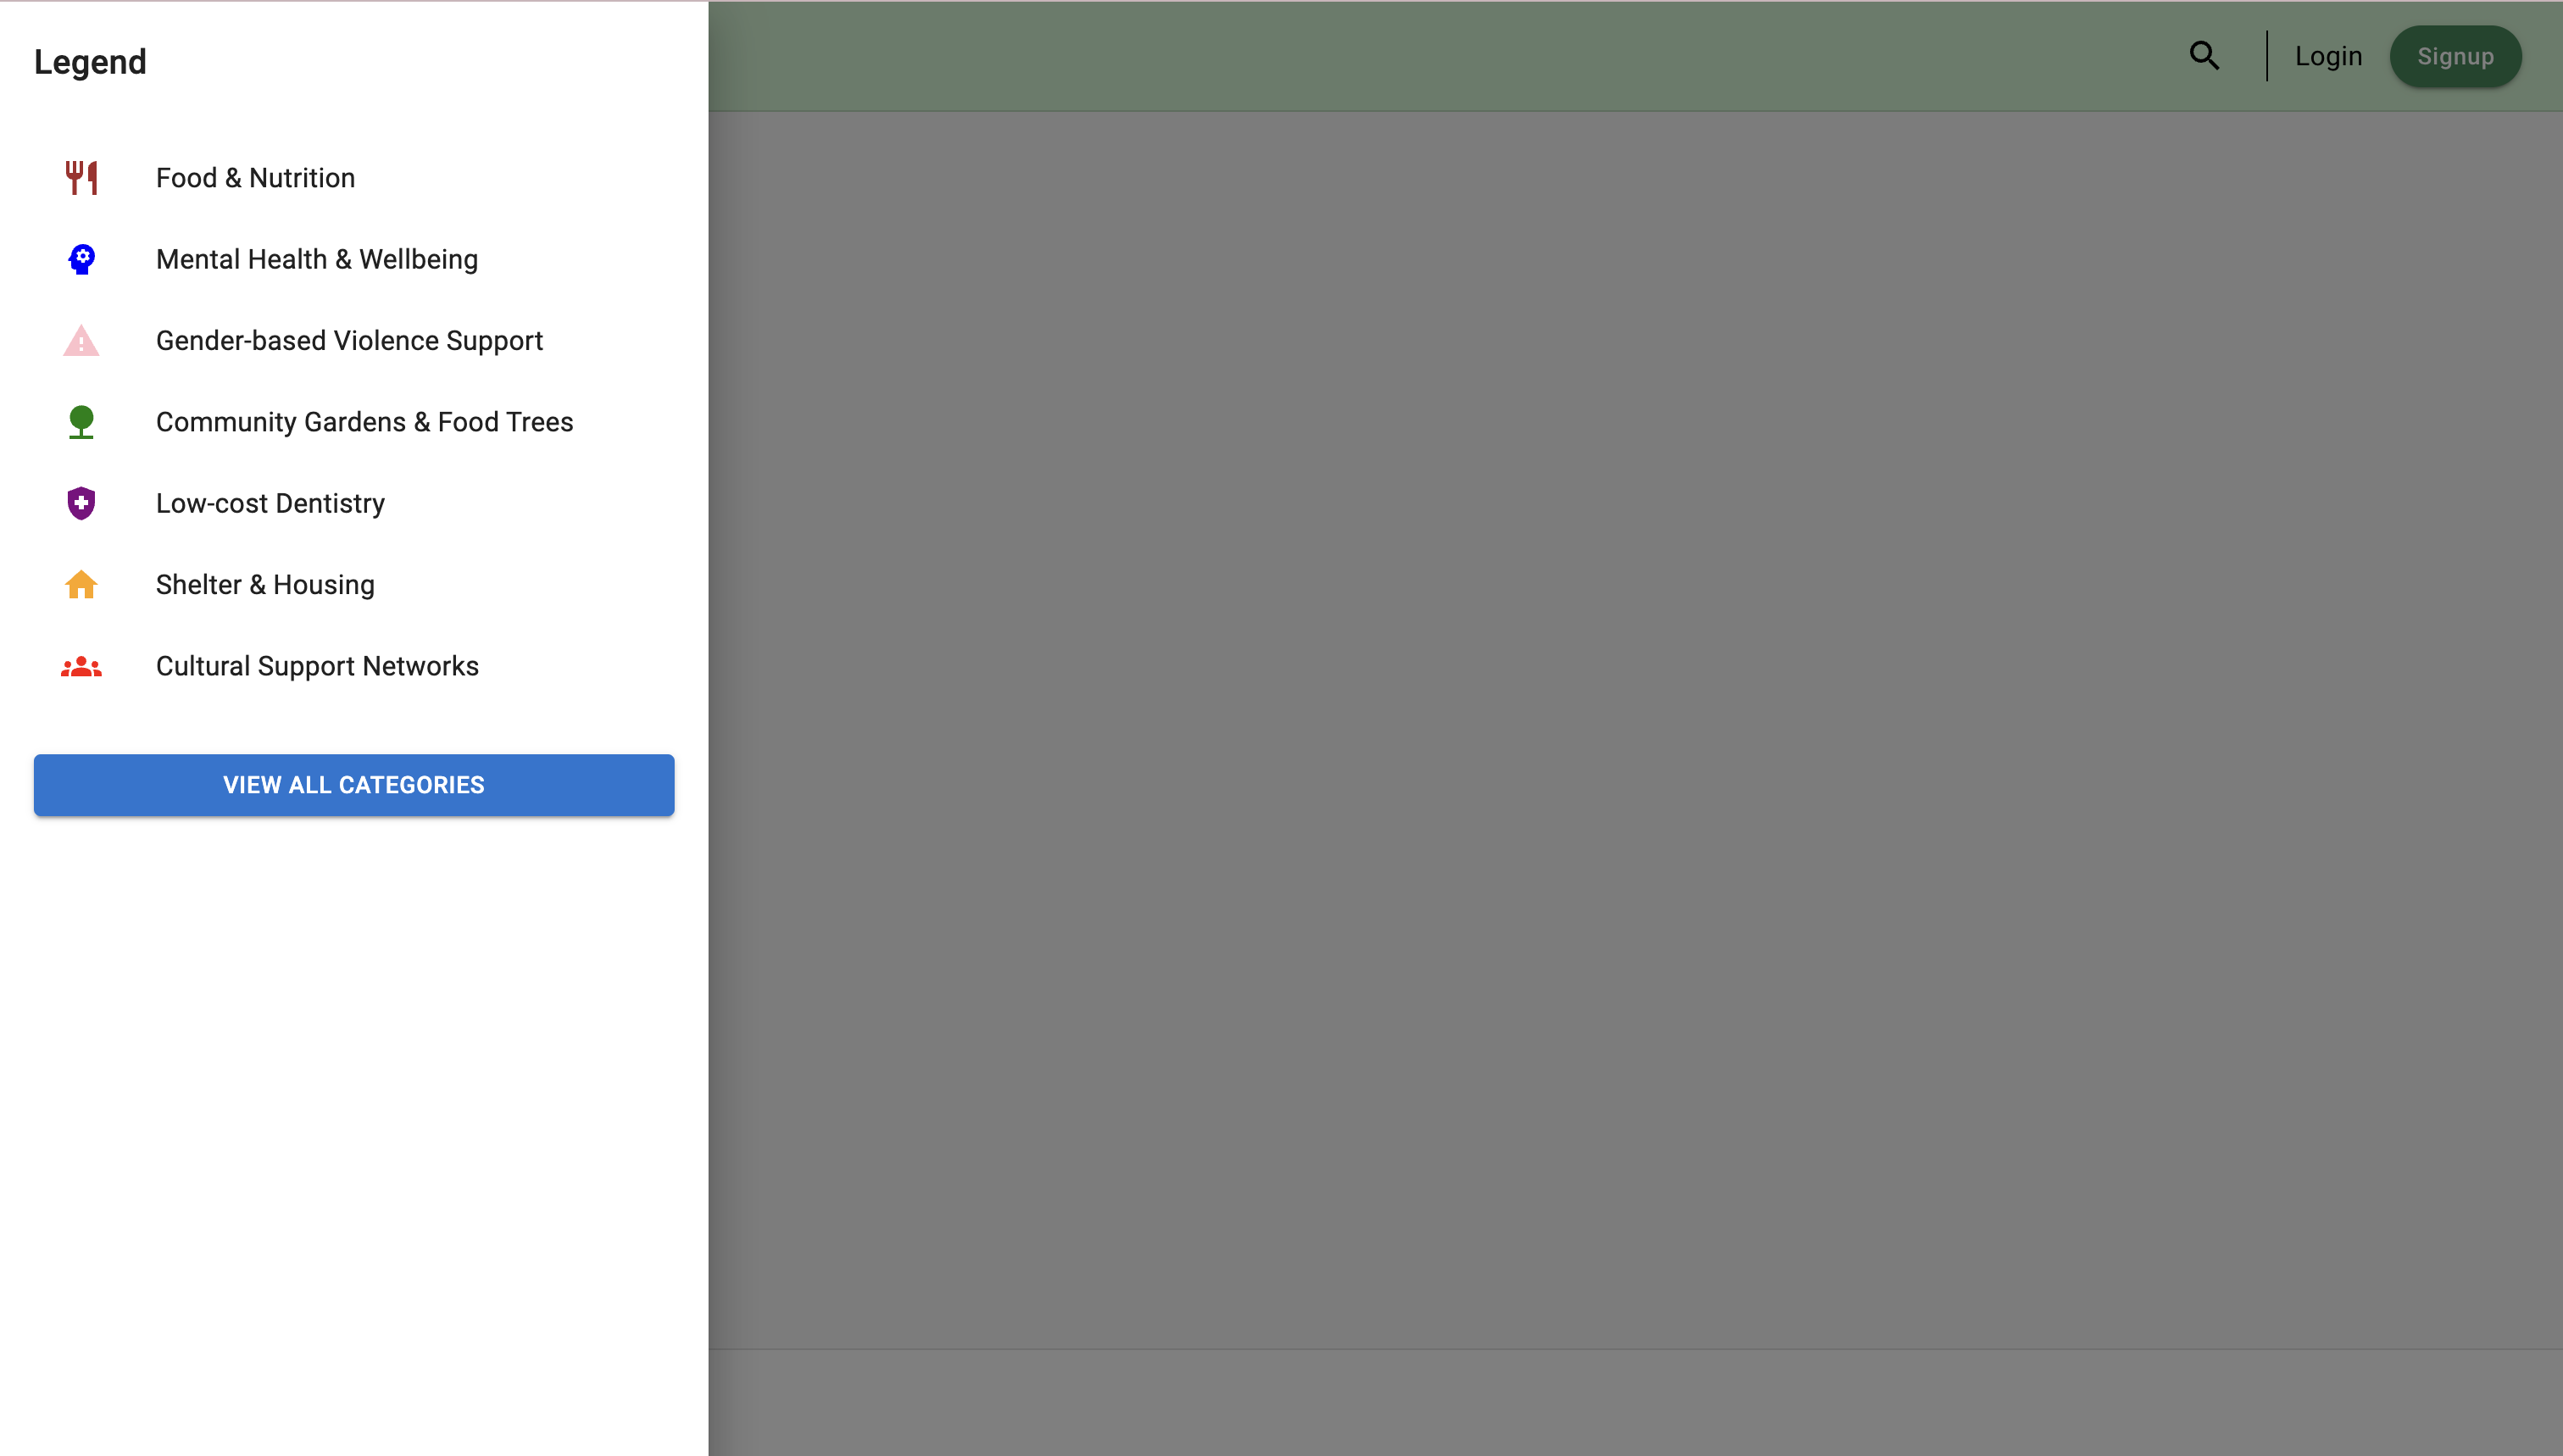 Legend
Login
Signup
Food & Nutrition
Mental Health & Wellbeing
Gender-based Violence Support
Community Gardens & Food Trees
Low-cost Dentistry
Shelter & Housing
Cultural Support Networks
VIEW ALL CATEGORIES